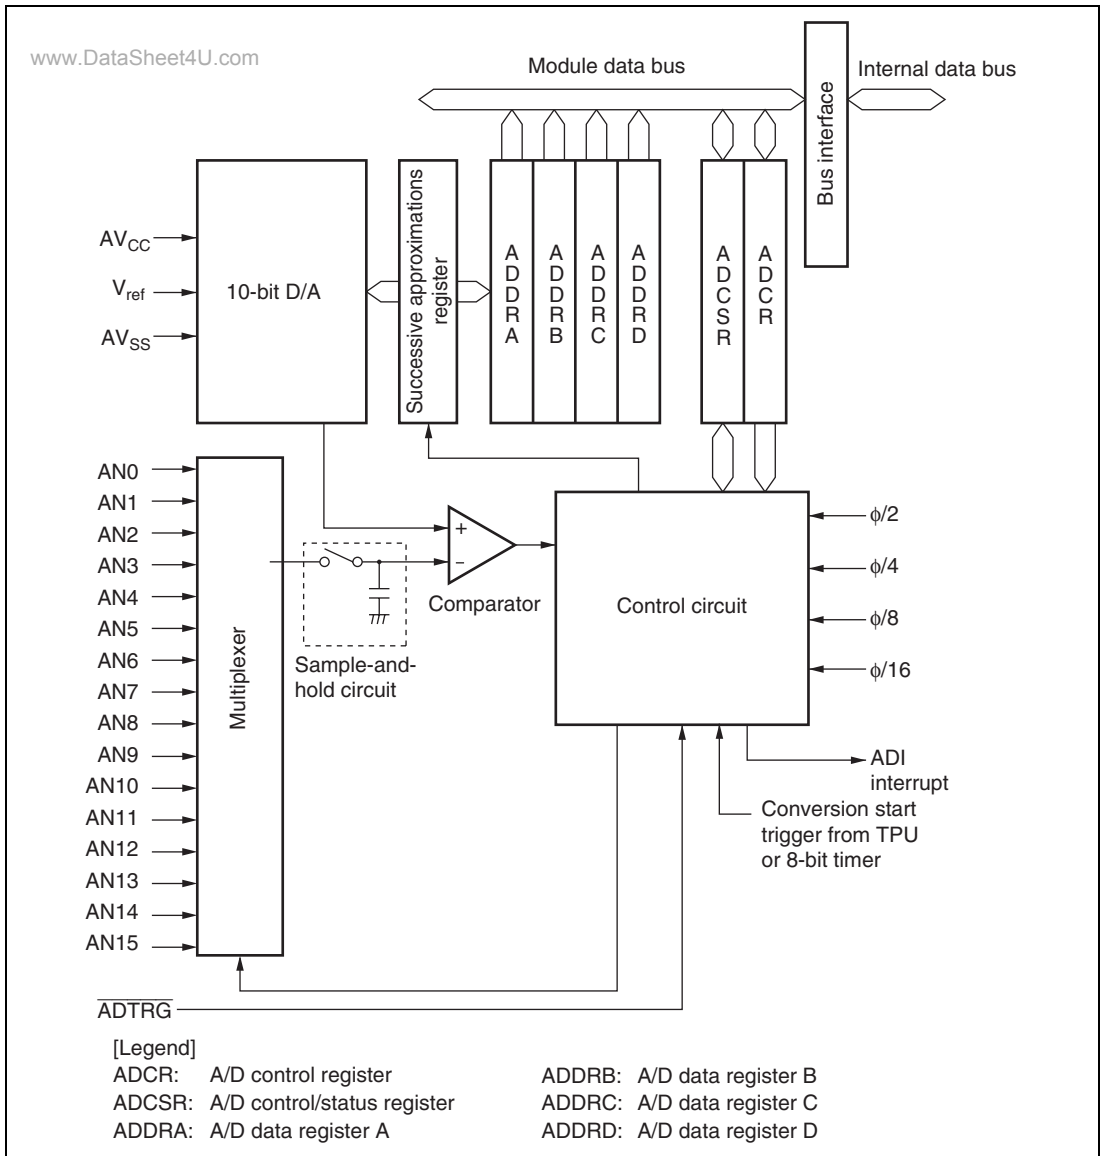 www.DataSheet4U.com
Module data bus
Internal data bus
Bus interface
AVCC
Vref
AVSS
10-bit D/A
Successive approximations
register
ADDRA
ADDRB
ADDRC
ADDRD
ADCSR
ADCR
AN0
AN1
AN2
AN3
AN4
AN5
AN6
AN7
AN8
AN9
AN10
AN11
AN12
AN13
AN14
AN15
Multiplexer
+
−
Comparator
Sample-and-
hold circuit
Control circuit
ϕ/2
ϕ/4
ϕ/8
ϕ/16
ADI
interrupt
Conversion start
trigger from TPU
or 8-bit timer
ADTRG
[Legend]
ADCR: A/D control register
ADCSR: A/D control/status register
ADDRA: A/D data register A
ADDRB: A/D data register B
ADDRC: A/D data register C
ADDRD: A/D data register D